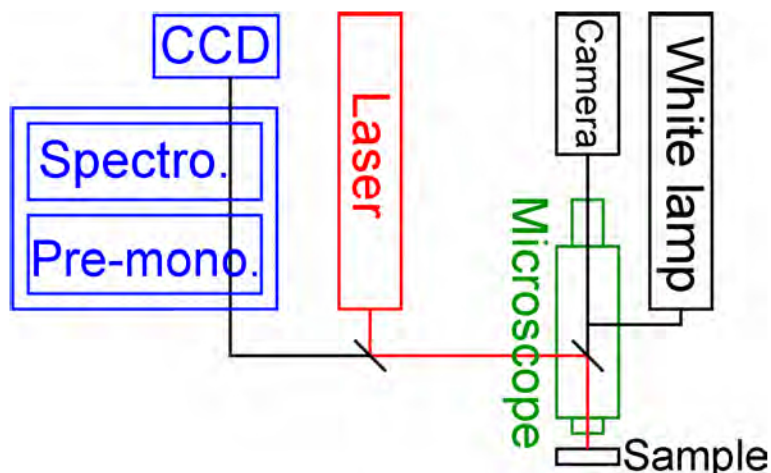 CCD
Spectro.
Pre-mono.
Laser
Camera
White lamp
Microscope
Sample